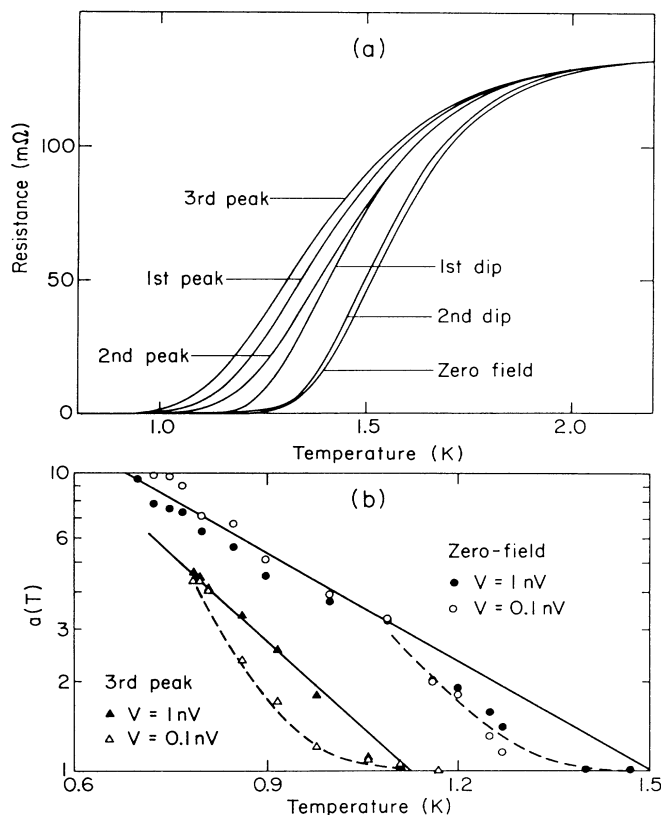 (a)
100
50
0
Resistance (mΩ)
3rd peak
1st peak
2nd peak
1st dip
2nd dip
Zero field
1.0
1.5
2.0
Temperature (K)
(b)
10
6
3
2
1
a(T)
Zero-field
V = 1 nV
V = 0.1 nV
3rd peak
V = 1 nV
V = 0.1 nV
0.6
0.9
1.2
1.5
Temperature (K)